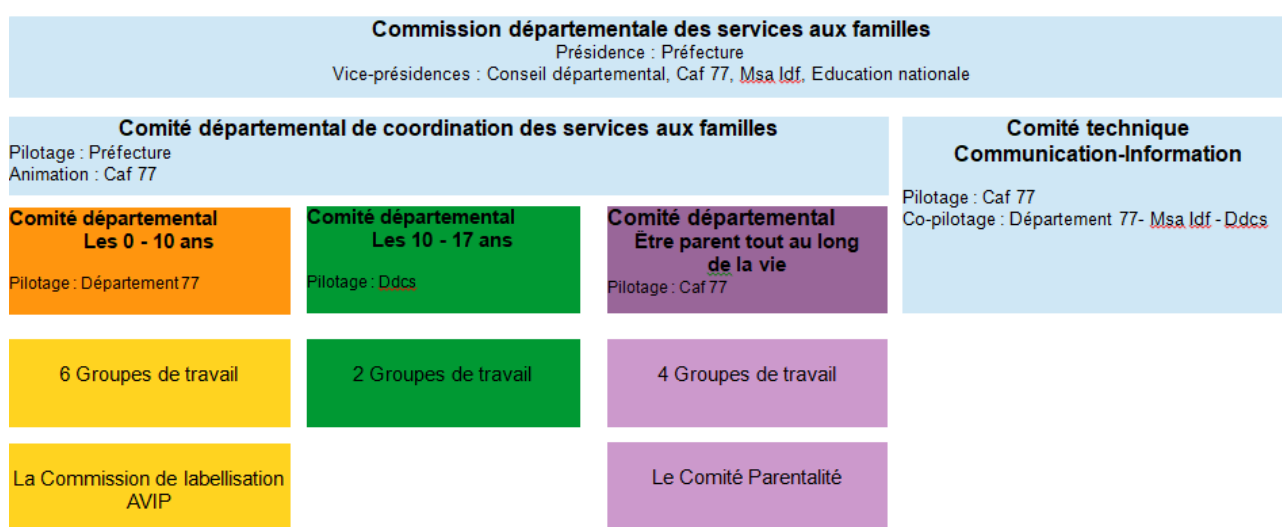 Commission départementale des services aux familles
Présidence : Préfecture
Vice-présidences : Conseil départemental, Caf 77, Msa Idf, Education nationale
Comité départemental de coordination des services aux familles
Pilotage : Préfecture
Animation : Caf 77
Comité technique
Communication-Information
Pilotage : Caf 77
Co-pilotage : Département 77- Msa Idf - Ddcs
Comité départemental
Les 0 - 10 ans
Pilotage : Département 77
Comité départemental
Les 10 - 17 ans
Pilotage : Ddcs
Comité départemental
Être parent tout au long
de la vie
Pilotage : Caf 77
6 Groupes de travail
2 Groupes de travail
4 Groupes de travail
La Commission de labellisation
AVIP
Le Comité Parentalité